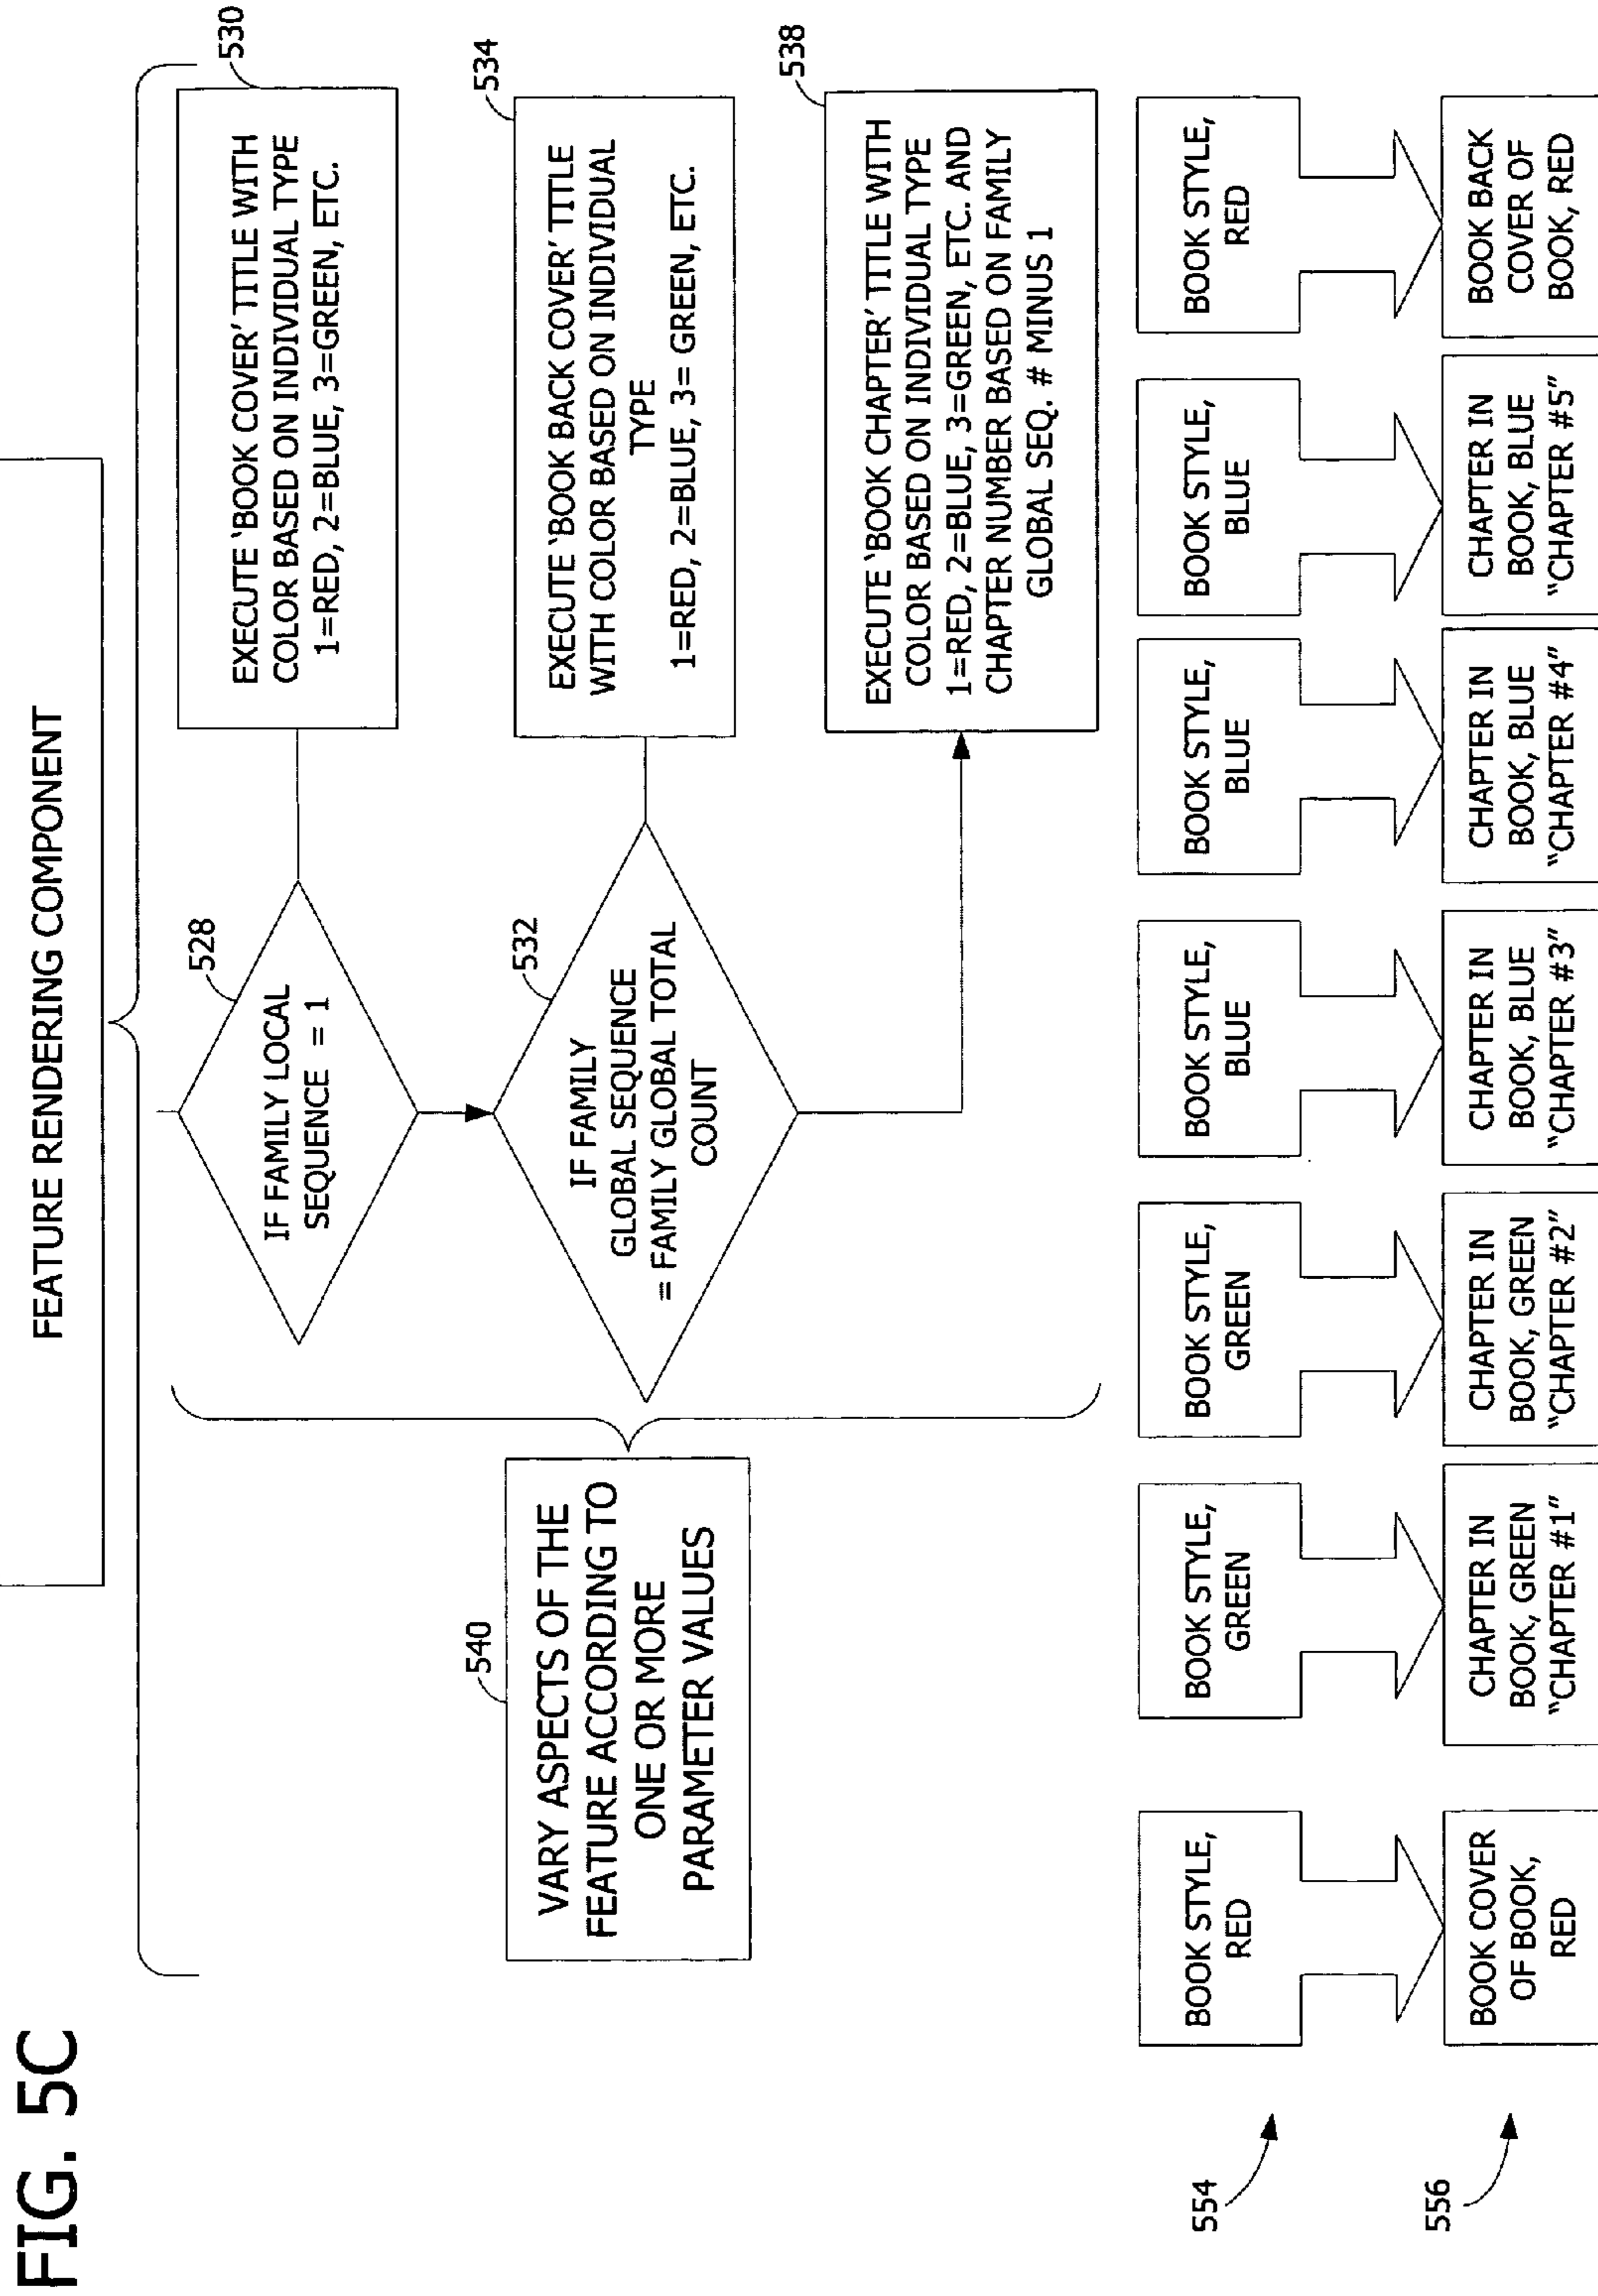 FIG. 5C
FEATURE RENDERING COMPONENT
528
IF FAMILY LOCAL
SEQUENCE = 1
530
EXECUTE ‘BOOK COVER’ TITLE WITH
COLOR BASED ON INDIVIDUAL TYPE
1=RED, 2=BLUE, 3=GREEN, ETC.
540
VARY ASPECTS OF THE
FEATURE ACCORDING TO
ONE OR MORE
PARAMETER VALUES
532
IF FAMILY
GLOBAL SEQUENCE
= FAMILY GLOBAL TOTAL
COUNT
534
EXECUTE ‘BOOK BACK COVER’ TITLE
WITH COLOR BASED ON INDIVIDUAL
TYPE
1=RED, 2=BLUE, 3= GREEN, ETC.
538
EXECUTE ‘BOOK CHAPTER’ TITLE WITH
COLOR BASED ON INDIVIDUAL TYPE
1=RED, 2=BLUE, 3=GREEN, ETC. AND
CHAPTER NUMBER BASED ON FAMILY
GLOBAL SEQ. # MINUS 1
554
BOOK STYLE,
RED
BOOK STYLE,
GREEN
BOOK STYLE,
GREEN
BOOK STYLE,
BLUE
BOOK STYLE,
BLUE
BOOK STYLE,
BLUE
BOOK STYLE,
RED
556
BOOK COVER
OF BOOK,
RED
CHAPTER IN
BOOK, GREEN
“CHAPTER #1”
CHAPTER IN
BOOK, GREEN
“CHAPTER #2”
CHAPTER IN
BOOK, BLUE
“CHAPTER #3”
CHAPTER IN
BOOK, BLUE
“CHAPTER #4”
CHAPTER IN
BOOK, BLUE
“CHAPTER #5”
BOOK BACK
COVER OF
BOOK, RED